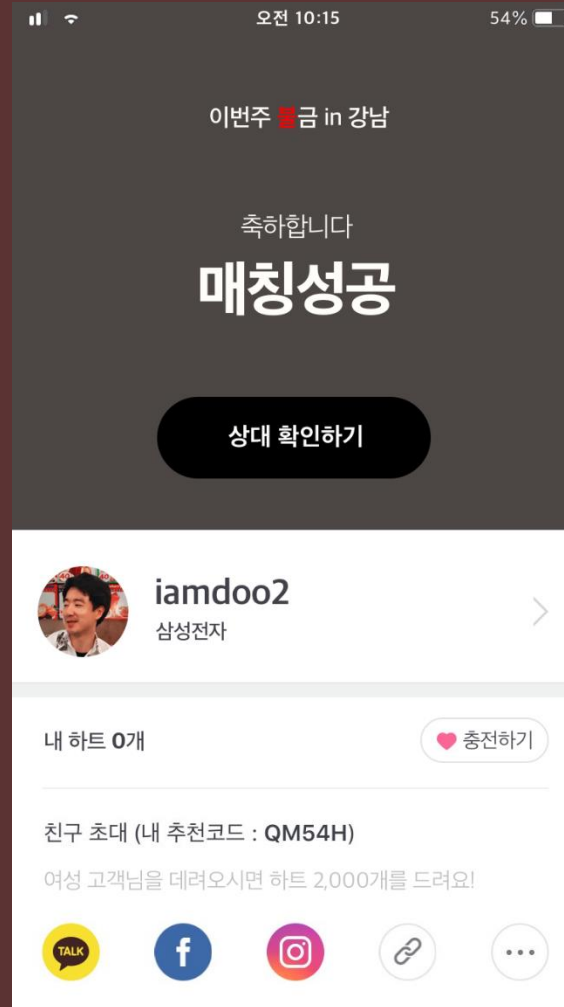 오전 10:15
54%
이번주 불금 in 강남
축하합니다
매칭성공
상대 확인하기
iamdoo2
삼성전자
내 하트 0개
충전하기
친구 초대 (내 추천코드 : QM54H)
여성 고객님을 데려오시면 하트 2,000개를 드려요!
TALK